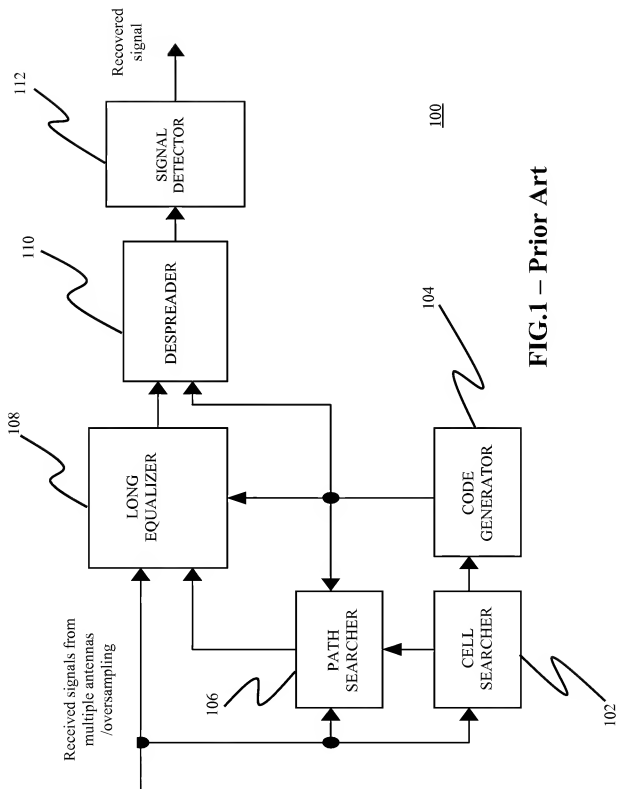 Received signals from
multiple antennas
/oversampling
108
LONG
EQUALIZER
110
DESPREADER
112
SIGNAL
DETECTOR
Recovered
signal
106
PATH
SEARCHER
CELL
SEARCHER
102
CODE
GENERATOR
104
100
FIG.1 – Prior Art